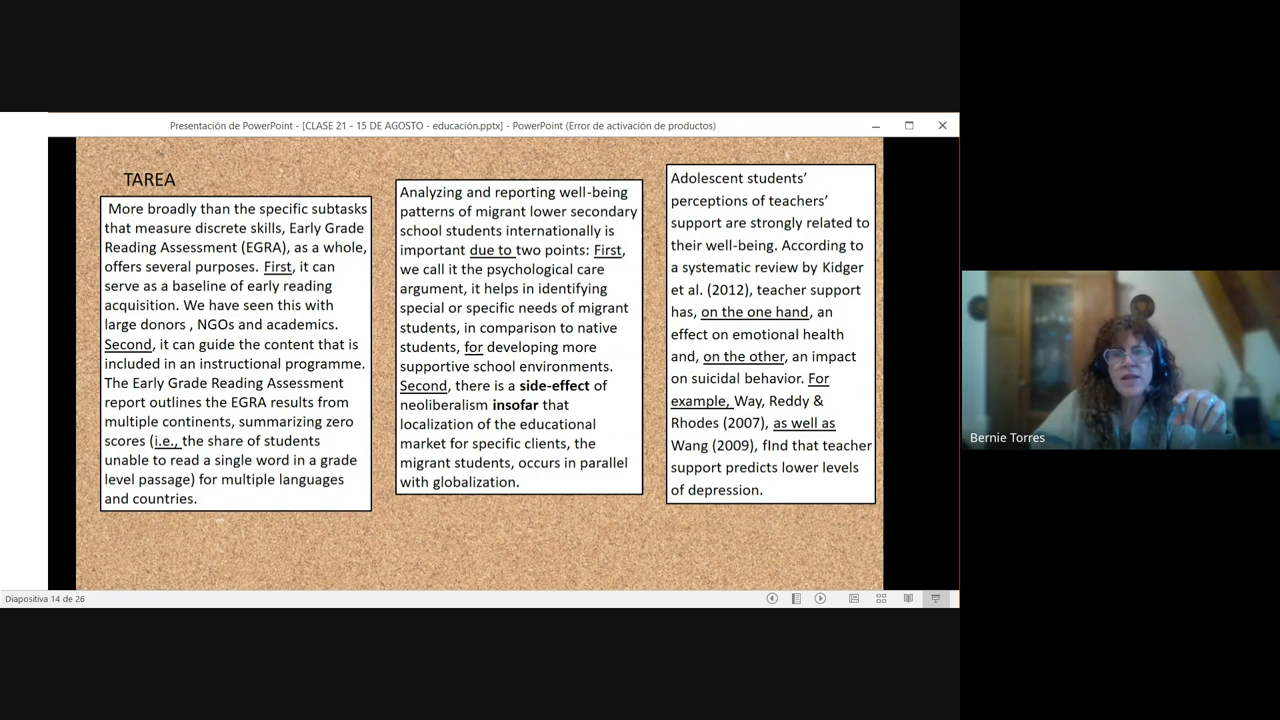 Presentación de PowerPoint - [CLASE 21 - 15 DE AGOSTO - educación.pptx] - PowerPoint (Error de activación de productos)
TAREA
More broadly than the specific subtasks
that measure discrete skills, Early Grade
Reading Assessment (EGRA), as a whole,
offers several purposes. First, it can
serve as a baseline of early reading
acquisition. We have seen this with
large donors , NGOs and academics.
Second, it can guide the content that is
included in an instructional programme.
The Early Grade Reading Assessment
report outlines the EGRA results from
multiple continents, summarizing zero
scores (i.e., the share of students
unable to read a single word in a grade
level passage) for multiple languages
and countries.
Analyzing and reporting well-being
patterns of migrant lower secondary
school students internationally is
important due to two points: First,
we call it the psychological care
argument, it helps in identifying
special or specific needs of migrant
students, in comparison to native
students, for developing more
supportive school environments.
Second, there is a side-effect of
neoliberalism insofar that
localization of the educational
market for specific clients, the
migrant students, occurs in parallel
with globalization.
Adolescent students'
perceptions of teachers'
support are strongly related to
their well-being. According to
a systematic review by Kidger
et al. (2012), teacher support
has, on the one hand, an
effect on emotional health
and, on the other, an impact
on suicidal behavior. For
example, Way, Reddy &
Rhodes (2007), as well as
Wang (2009), fInd that teacher
support predicts lower levels
of depression.
Bernie Torres
Diapositiva 14 de 26